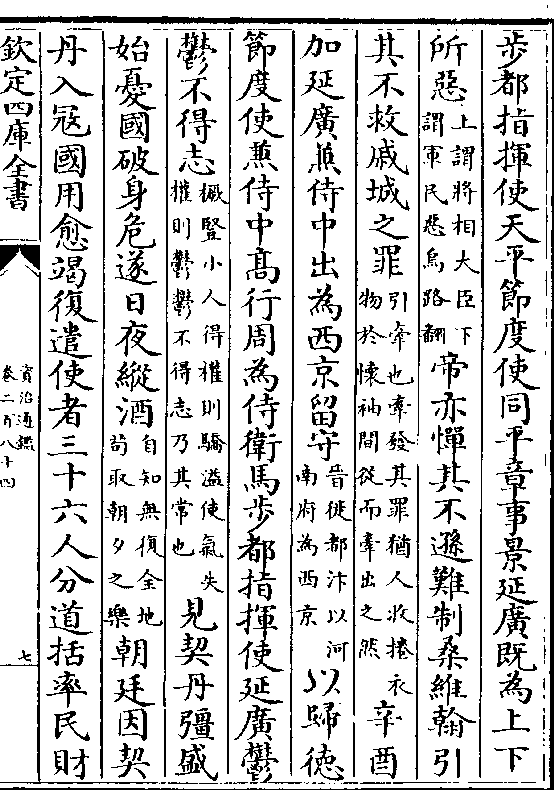 步都指揮使天平節度使同平章事景延廣既為上下
所惡上謂將相大臣下謂軍民惡烏路翻帝亦憚其不遜難制桑維翰引
其不救戚城之罪引牽也牽發其罪猶人收捲衣物於懷袖間從而牽出之然辛酉
加延廣兼侍中出為西京留守晉徙都汴以河南府為西京以歸德
節度使兼侍中髙行周為侍衛馬步都指揮使延廣鬱
鬱不得志橛豎小人得權則驕溢使氣失權則鬱鬱不得志乃其常也見契丹彊盛
始憂國破身危遂日夜縱酒自知無復全地茍取朝夕之樂朝廷因契
丹入寇國用愈竭復遣使者三十六人分道括率民財
欽定四庫全書
資治通鑑
卷二百八十四
七